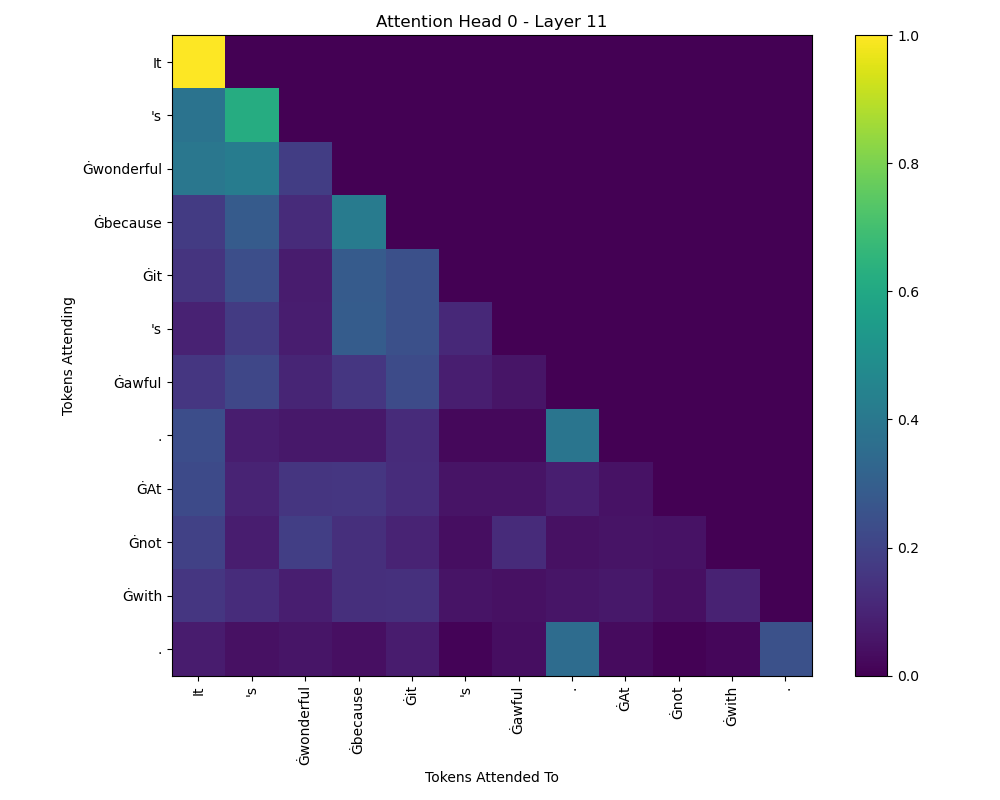 Attention Head 0 - Layer 11
Tokens Attending
It
's
Ġwonderful
Ġbecause
Ġit
's
Ġawful
.
ĠAt
Ġnot
Ġwith
.
It
's
Ġwonderful
Ġbecause
Ġit
's
Ġawful
.
ĠAt
Ġnot
Ġwith
.
Tokens Attended To
1.0
0.8
0.6
0.4
0.2
0.0